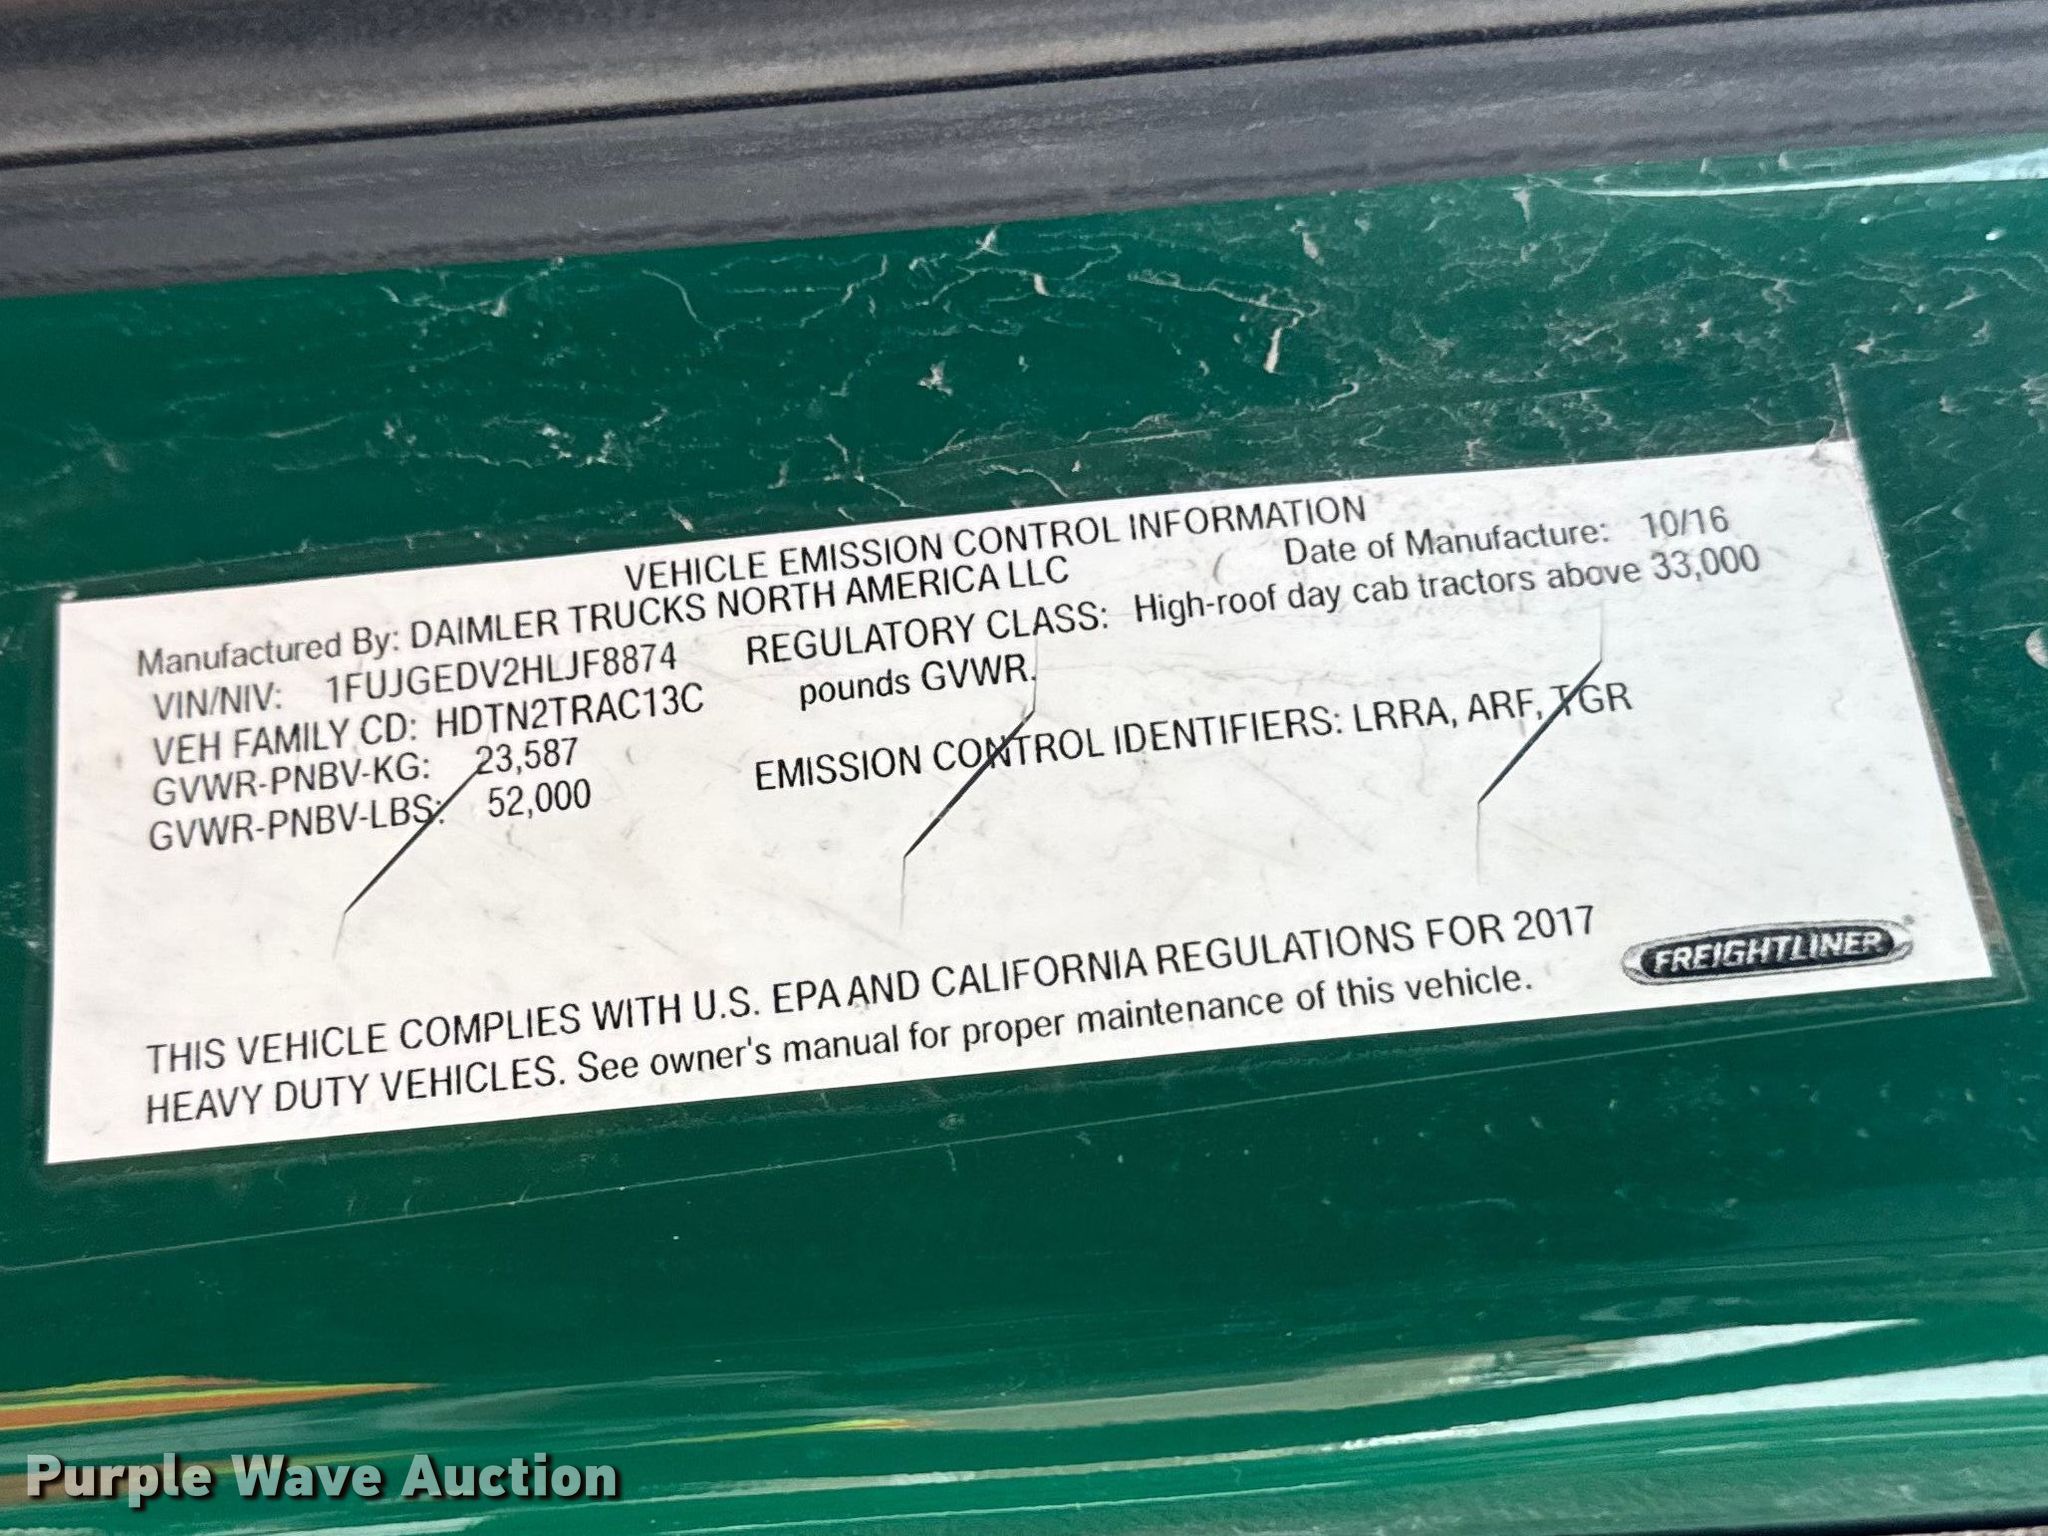 VEHICLE EMISSION CONTROL INFORMATION
Manufactured By: DAIMLER TRUCKS NORTH AMERICA LLC
Date of Manufacture: 10/16
VIN/NIV: 1FUJGEDV2HLJF8874
REGULATORY CLASS: High-roof day cab tractors above 33,000
pounds GVWR.
VEH FAMILY CD: HDTN2TRAC13C
GVWR-PNBV-KG: 23,587
EMISSION CONTROL IDENTIFIERS: LRRA, ARF, TGR
GVWR-PNBV-LBS: 52,000
THIS VEHICLE COMPLIES WITH U.S. EPA AND CALIFORNIA REGULATIONS FOR 2017
HEAVY DUTY VEHICLES. See owner's manual for proper maintenance of this vehicle.
FREIGHTLINER
Purple Wave Auction